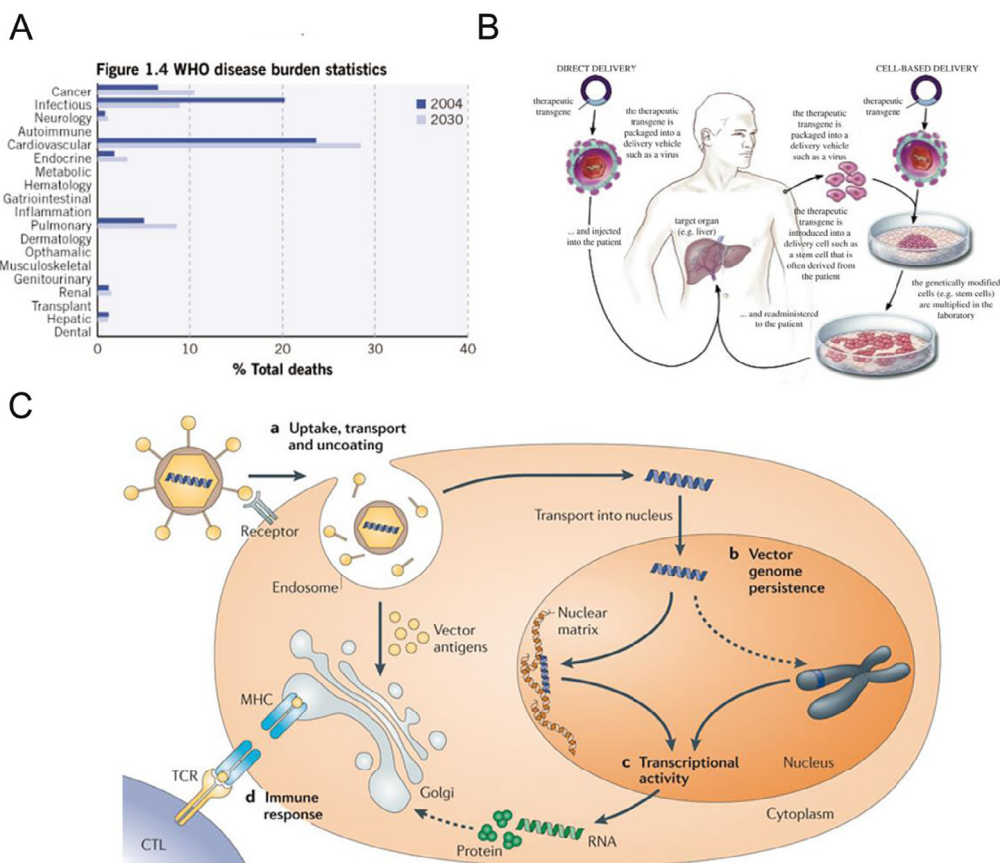 A
Figure 1.4 WHO disease burden statistics
2004
2030
Cancer
Infectious
Neurology
Autoimmune
Cardiovascular
Endocrine
Metabolic
Hematology
Gatriointestinal
Inflammation
Pulmonary
Dermatology
Opthamalic
Musculoskeletal
Genitourinary
Renal
Transplant
Hepatic
Dental
0 10 20 30 40
% Total deaths
B
DIRECT DELIVERY
therapeutic
transgene
the therapeutic
transgene is
packaged into a
delivery vehicle
such as a virus
... and injected
into the patient
target organ
(e.g. liver)
CELL-BASED DELIVERY
therapeutic
transgene
the therapeutic
transgene is
packaged into a
delivery vehicle
such as a virus
the therapeutic
transgene is
introduced into a
delivery cell such as
a stem cell that is
often derived from
the patient
the genetically modified
cells (e.g. stem cells)
are multiplied in the
laboratory
... and readministered
to the patient
C
a Uptake, transport
and uncoating
Receptor
Endosome
Transport into nucleus
b Vector
genome
persistence
Nuclear
matrix
Vector
antigens
MHC
TCR
d Immune
response
CTL
Golgi
c Transcriptional
activity
Nucleus
Cytoplasm
RNA
Protein